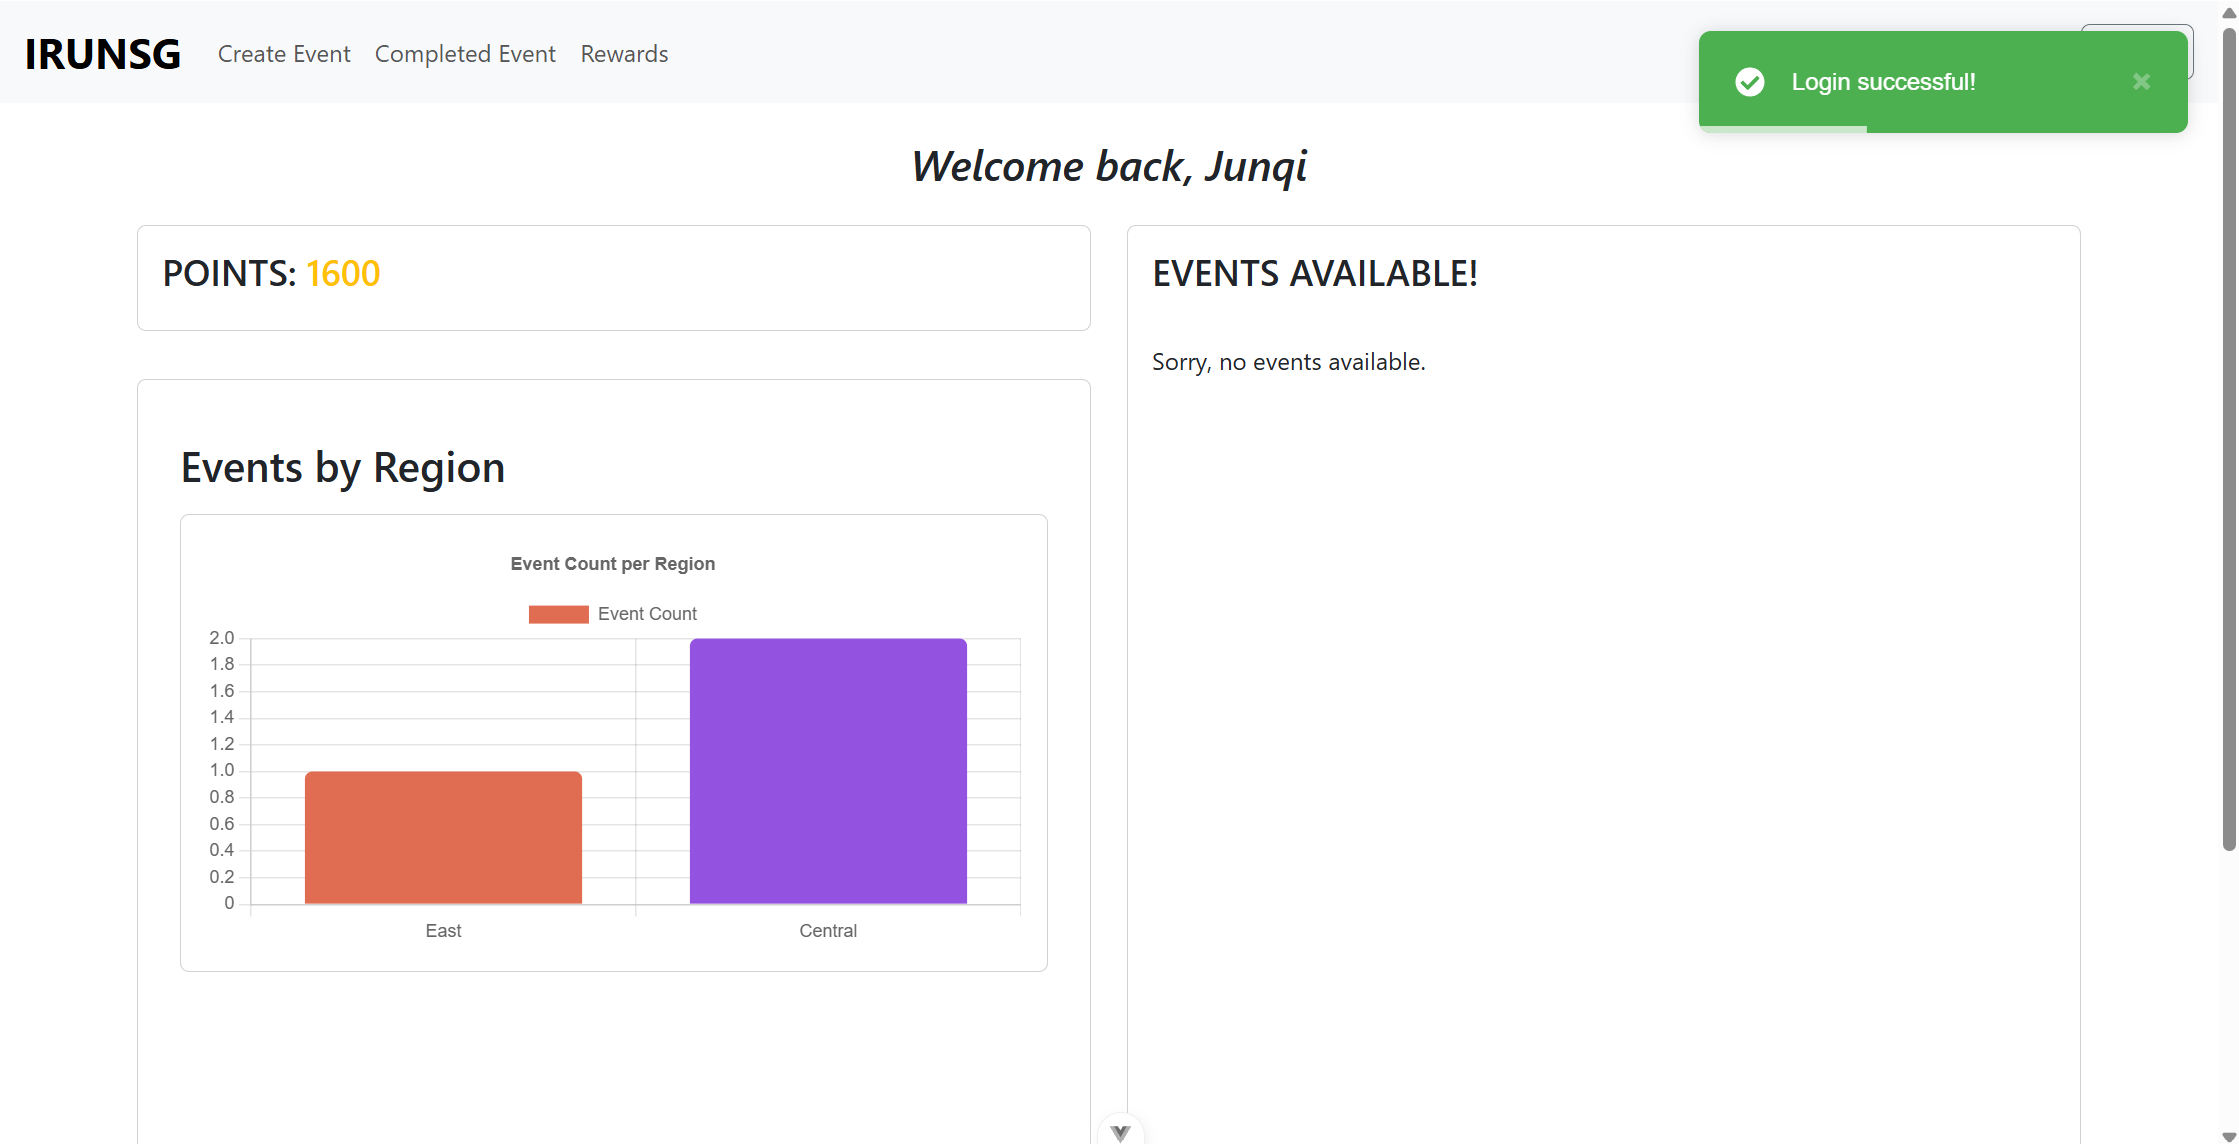 IRUNSG Create Event Completed Event Rewards
Login successful!
Welcome back, Junqi
POINTS: 1600
EVENTS AVAILABLE!
Sorry, no events available.
Events by Region
Event Count per Region
Event Count
2.0
1.8
1.6
1.4
1.2
1.0
0.8
0.6
0.4
0.2
0
East Central